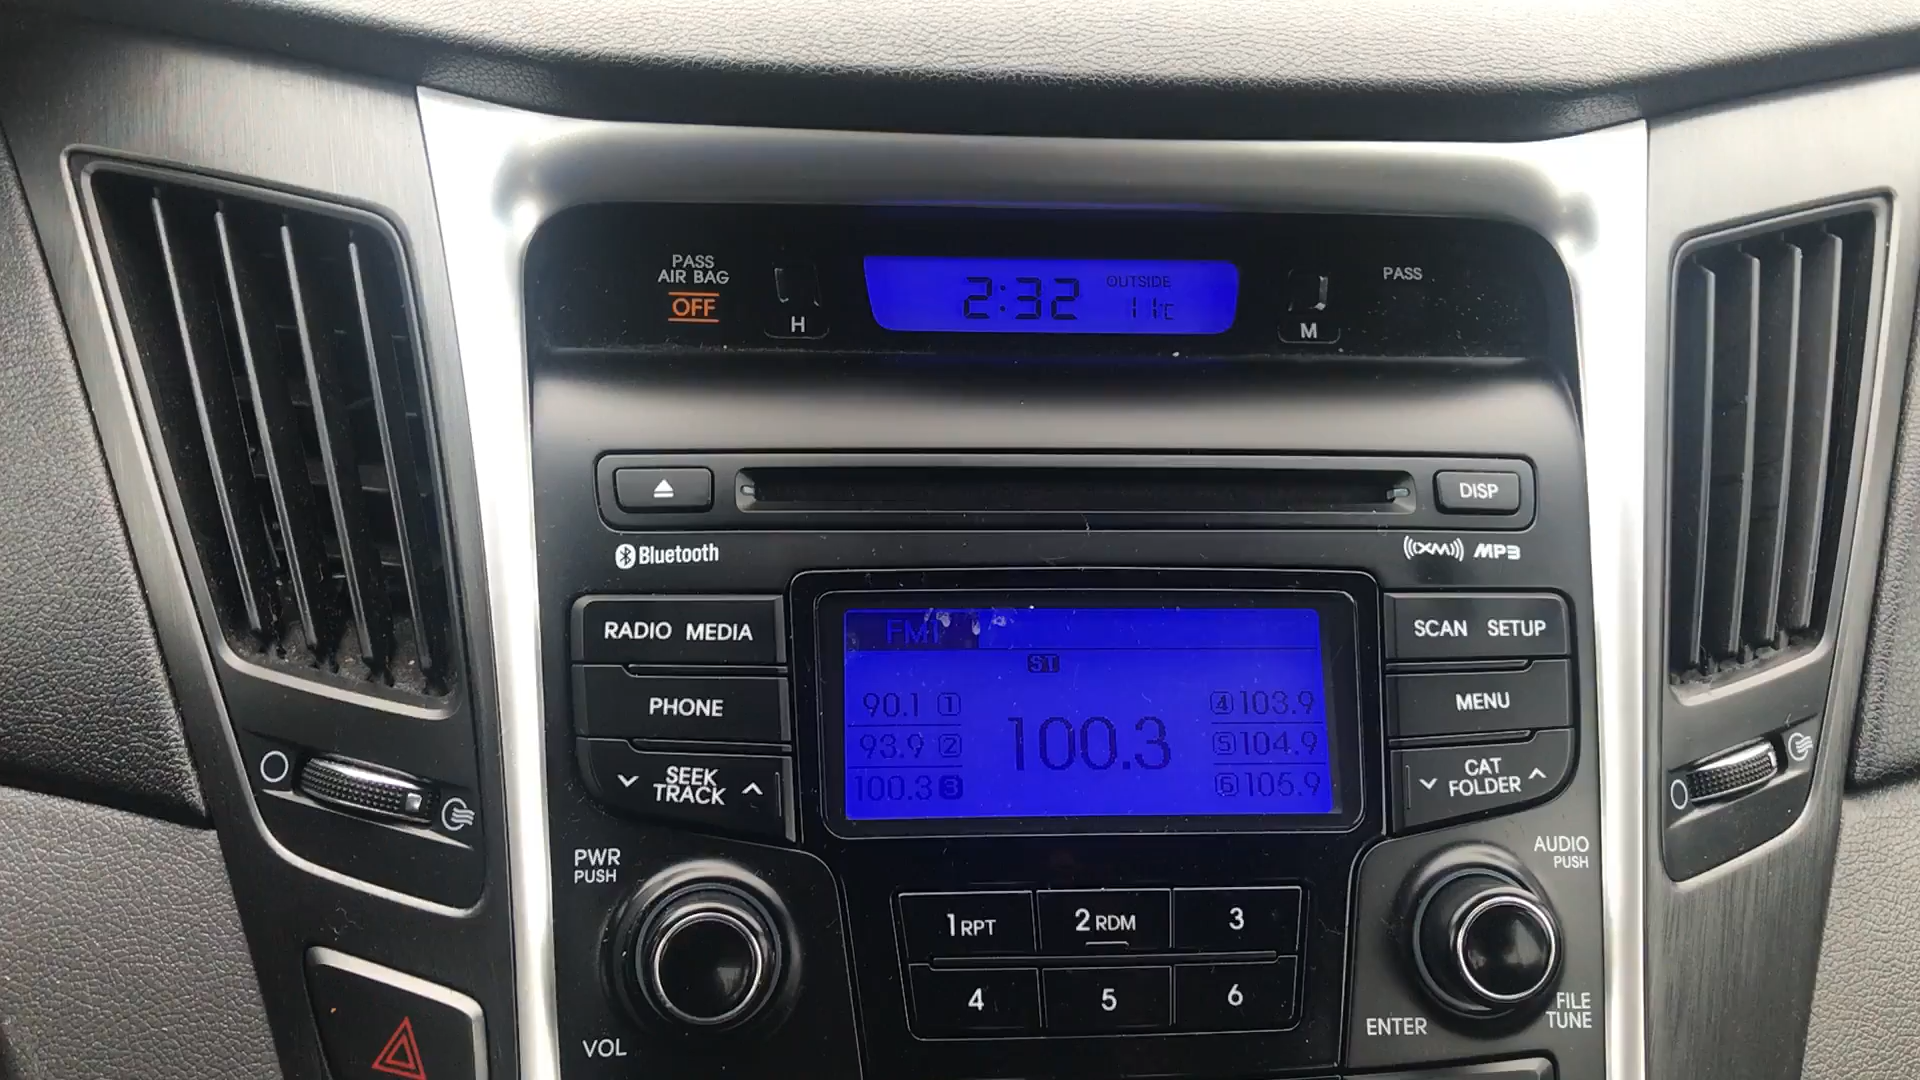 PASS
AIR BAG
OFF
H
2:32
OUTSIDE
11°C
M
PASS
DISP
Bluetooth
((XM)) MP3
RADIO MEDIA
FM1
SCAN SETUP
ST
PHONE
90.1 1
4 103.9
MENU
93.9 2
100.3
5 104.9
SEEK
TRACK
100.3 3
6 105.9
CAT
FOLDER
PWR
PUSH
AUDIO
PUSH
1 RPT
2 RDM
3
4
5
6
VOL
ENTER
FILE
TUNE